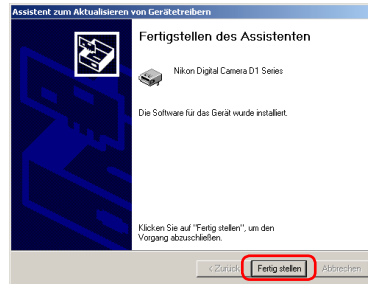 Assistent zum Aktualisieren von Gerätetreibern
Fertigstellen des Assistenten
Nikon Digital Camera D1 Series
Die Software für das Gerät wurde installiert.
Klicken Sie auf "Fertig stellen", um den
Vorgang abzuschließen.
< Zurück Fertig stellen Abbrechen